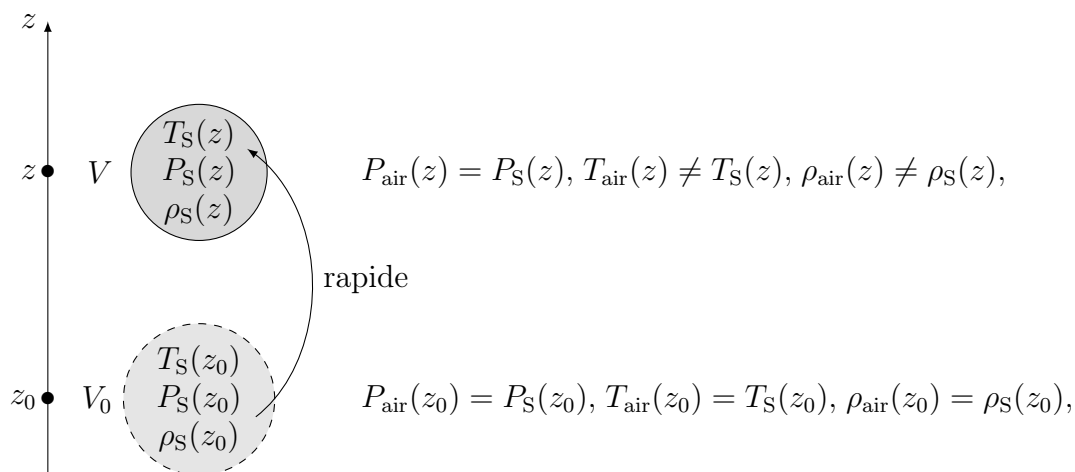 z
T_S(z)
z V P_S(z) P_air(z) = P_S(z), T_air(z) ≠ T_S(z), ρ_air(z) ≠ ρ_S(z),
ρ_S(z)
rapide
T_S(z_0)
z_0 V_0 P_S(z_0) P_air(z_0) = P_S(z_0), T_air(z_0) = T_S(z_0), ρ_air(z_0) = ρ_S(z_0),
ρ_S(z_0)